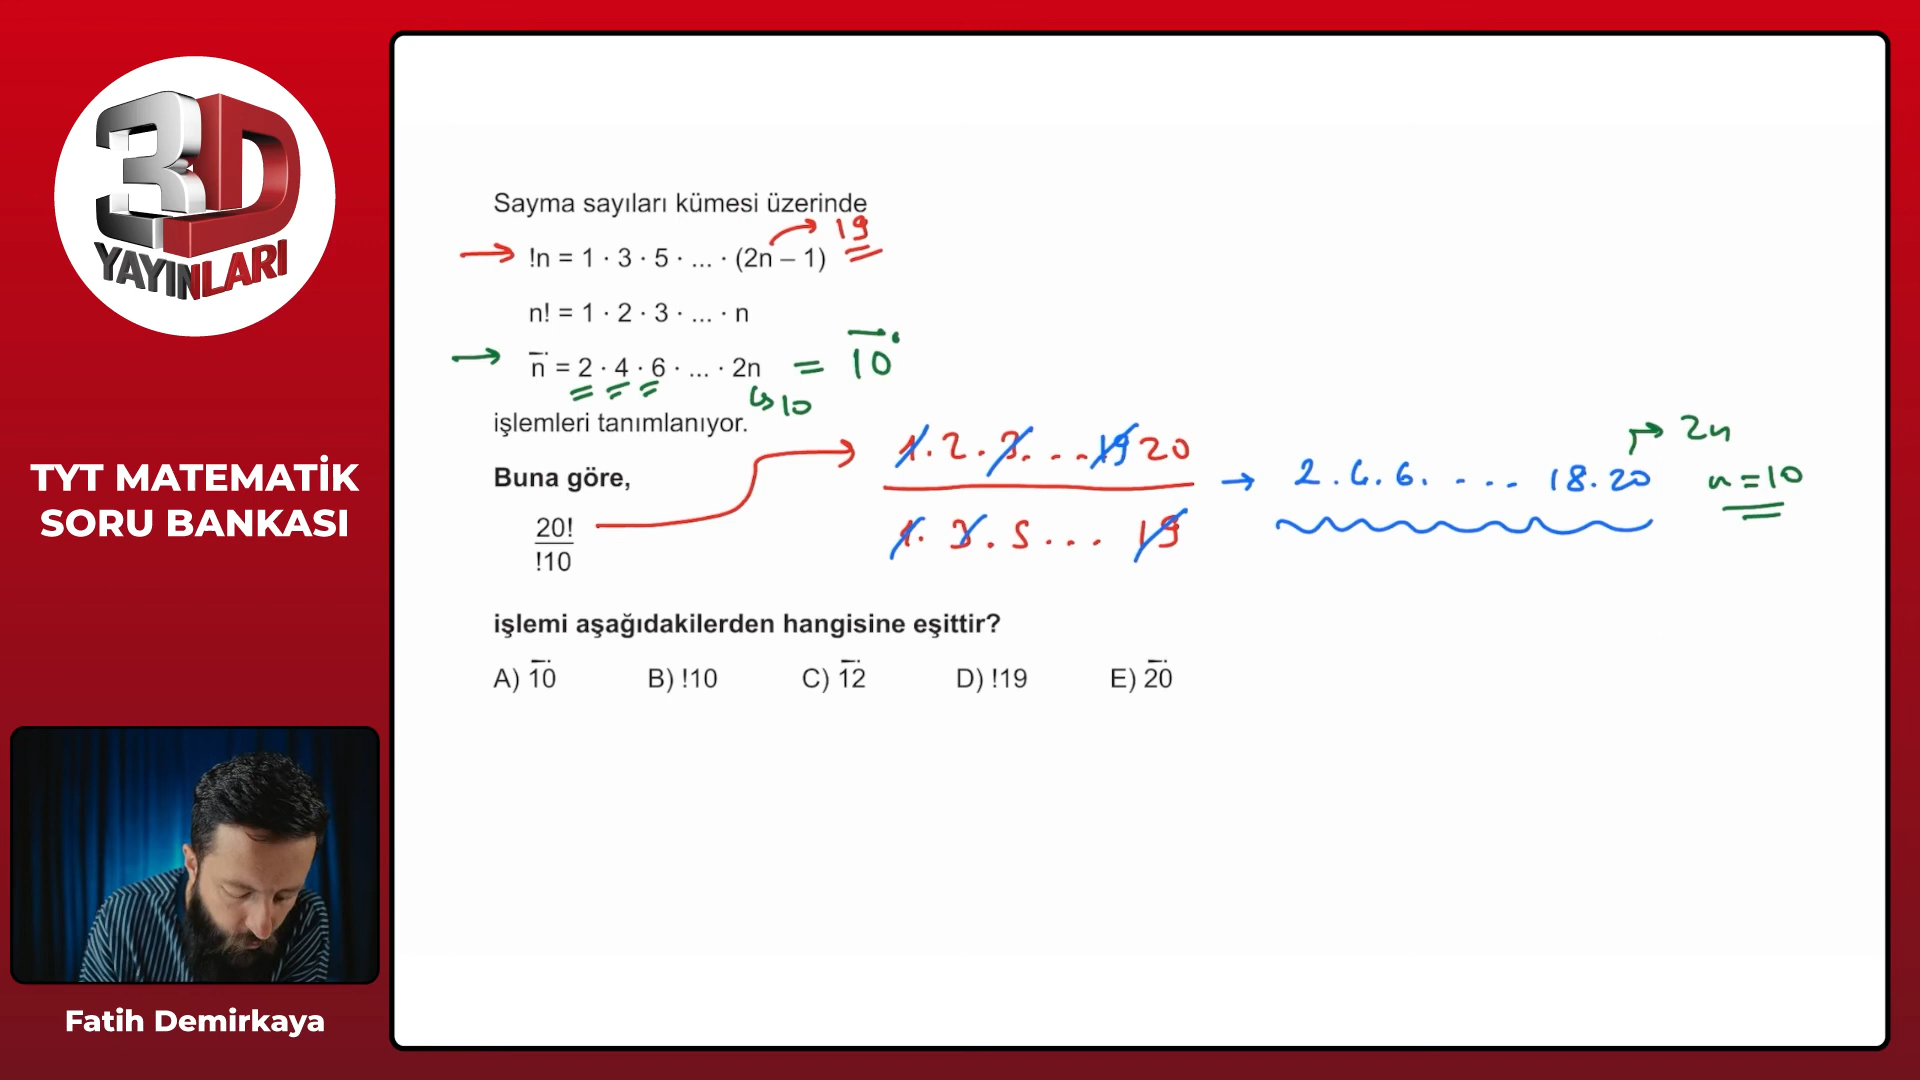 3D
YAYINLARI
TYT MATEMATİK
SORU BANKASI
Fatih Demirkaya
Sayma sayıları kümesi üzerinde
!n = 1 · 3 · 5 · ... · (2n – 1) → 19
n! = 1 · 2 · 3 · ... · n
n̄˙ = 2 · 4 · 6 · ... · 2n = 10
↳ 10
işlemleri tanımlanıyor.
Buna göre,
20!
!10
1.2.3...19 20
1.3.5... 19
→ 2.4.6. ... 18.20
→ 2n
n=10
işlemi aşağıdakilerden hangisine eşittir?
A) 10 B) !10 C) 12 D) !19 E) 20